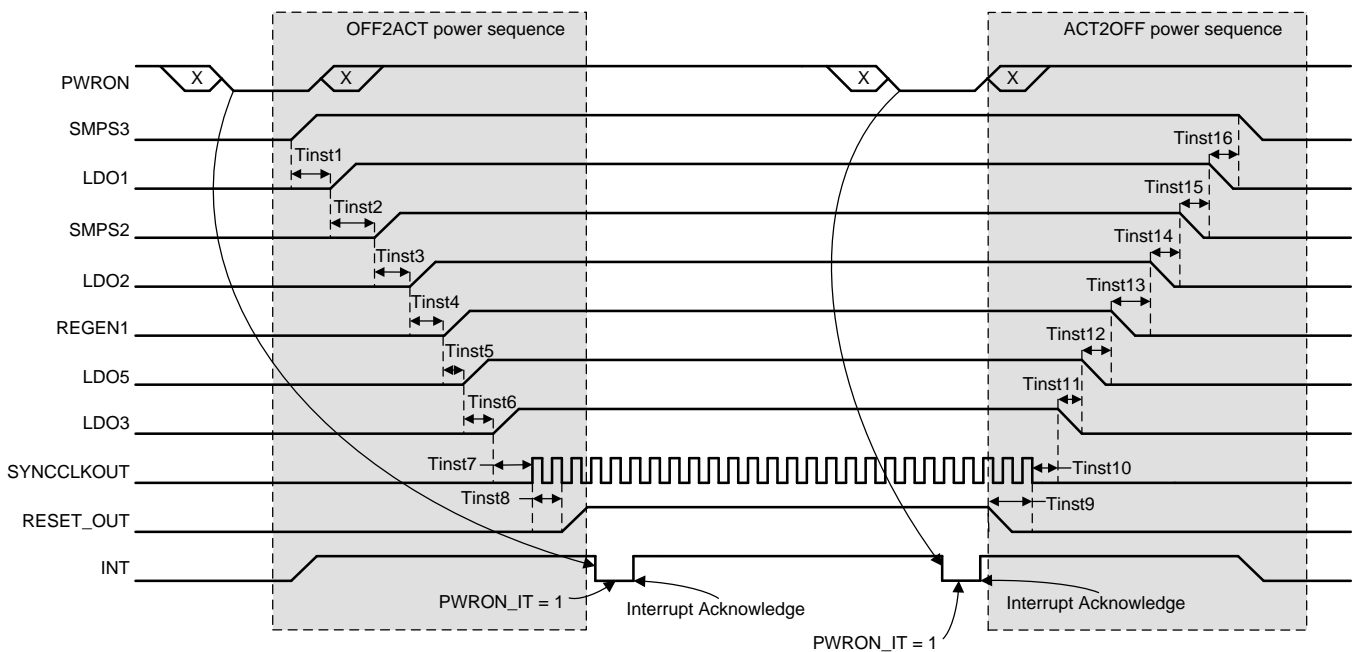 OFF2ACT power sequence
ACT2OFF power sequence
PWRON
X
X
X
X
SMPS3
Tinst1
Tinst16
LDO1
Tinst2
Tinst15
SMPS2
Tinst3
Tinst14
LDO2
Tinst4
Tinst13
REGEN1
Tinst5
Tinst12
LDO5
Tinst6
Tinst11
LDO3
Tinst7
Tinst10
SYNCCLKOUT
Tinst8
Tinst9
RESET_OUT
INT
PWRON_IT = 1
Interrupt Acknowledge
Interrupt Acknowledge
PWRON_IT = 1